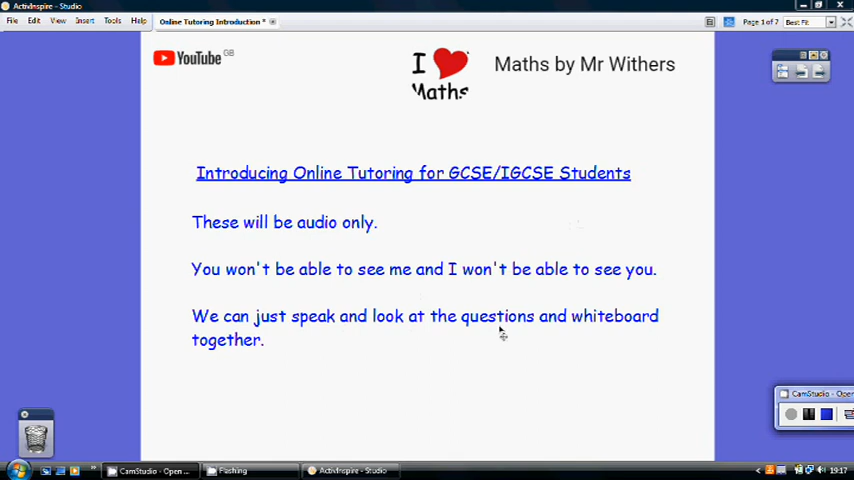 ActivInspire - Studio
File Edit View Insert Tools Help Online Tutoring Introduction * Page 1 of 7 Best Fit
YouTube GB
I
Maths
Maths by Mr Withers
Introducing Online Tutoring for GCSE/IGCSE Students
These will be audio only.
You won't be able to see me and I won't be able to see you.
We can just speak and look at the questions and whiteboard
together.
CamStudio - Open
CamStudio - Open ... Flashing ActivInspire - Studio 19:17